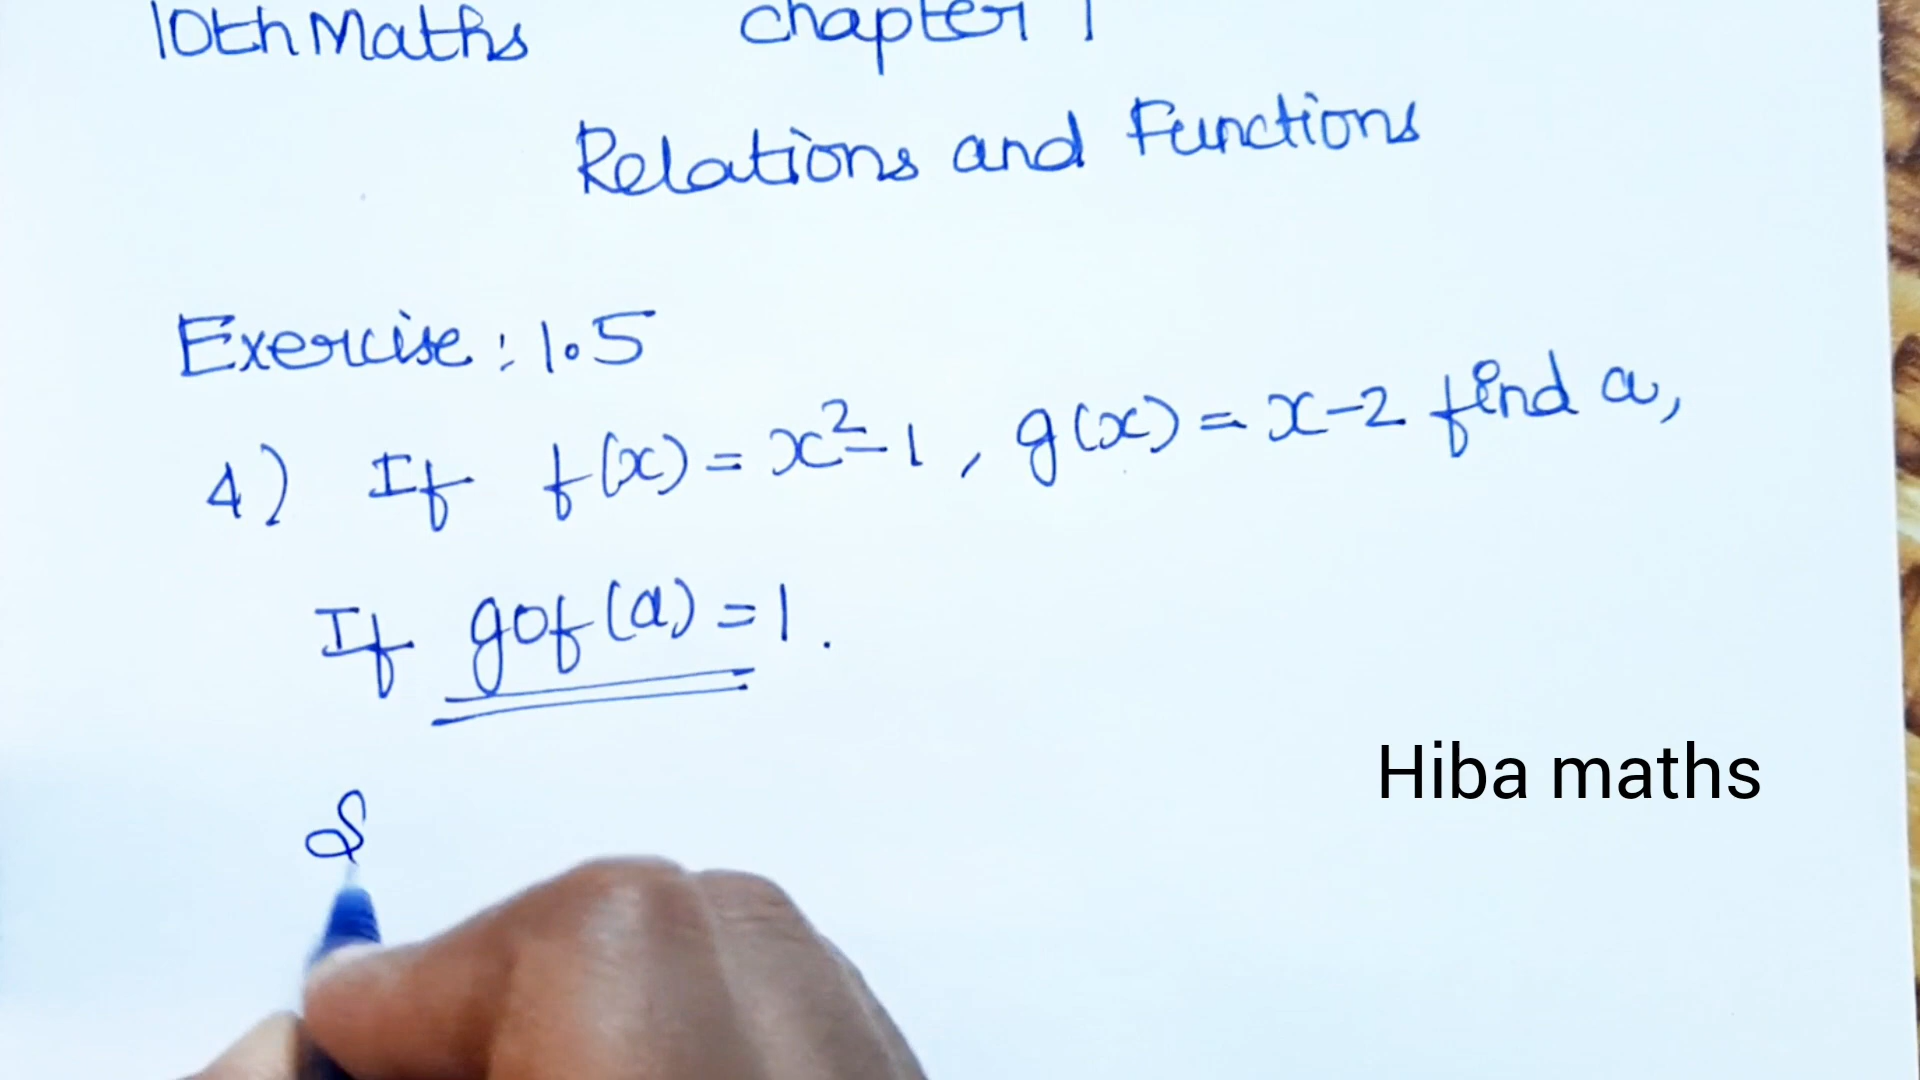 10th Maths chapter 1
Relations and Functions
Exercise : 1.5
4) If f(x) = x²-1 , g(x) = x-2 find a,
If gof(a) = 1.
Hiba maths
S